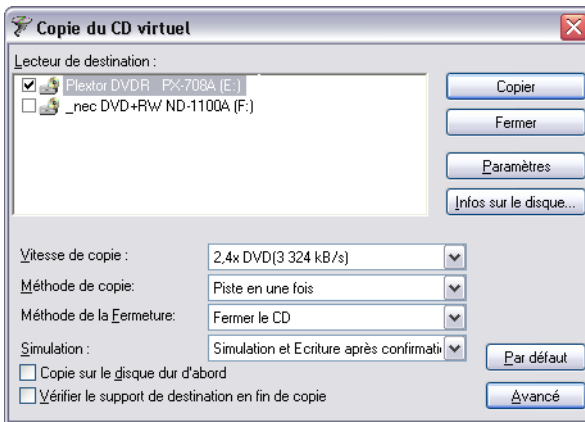 Copie du CD virtuel
Lecteur de destination :
Plextor DVDR PX-708A (E:)
_nec DVD+RW ND-1100A (F:)
Copier
Fermer
Paramètres
Infos sur le disque...
Vitesse de copie :
2,4x DVD(3 324 kB/s)
Méthode de copie:
Piste en une fois
Méthode de la Fermeture:
Fermer le CD
Simulation :
Simulation et Ecriture après confirmati
Copie sur le disque dur d'abord
Vérifier le support de destination en fin de copie
Par défaut
Avancé